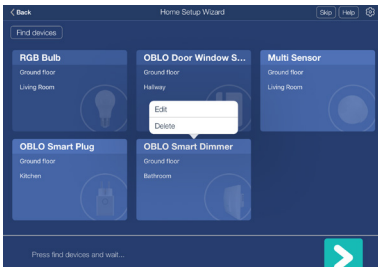 Back
Home Setup Wizard
Skip
Help
Find devices
RGB Bulb
Ground floor
Living Room
OBLO Door Window S...
Ground floor
Hallway
Multi Sensor
Ground floor
Living Room
Edit
Delete
OBLO Smart Plug
Ground floor
Kitchen
OBLO Smart Dimmer
Ground floor
Bathroom
Press find devices and wait...